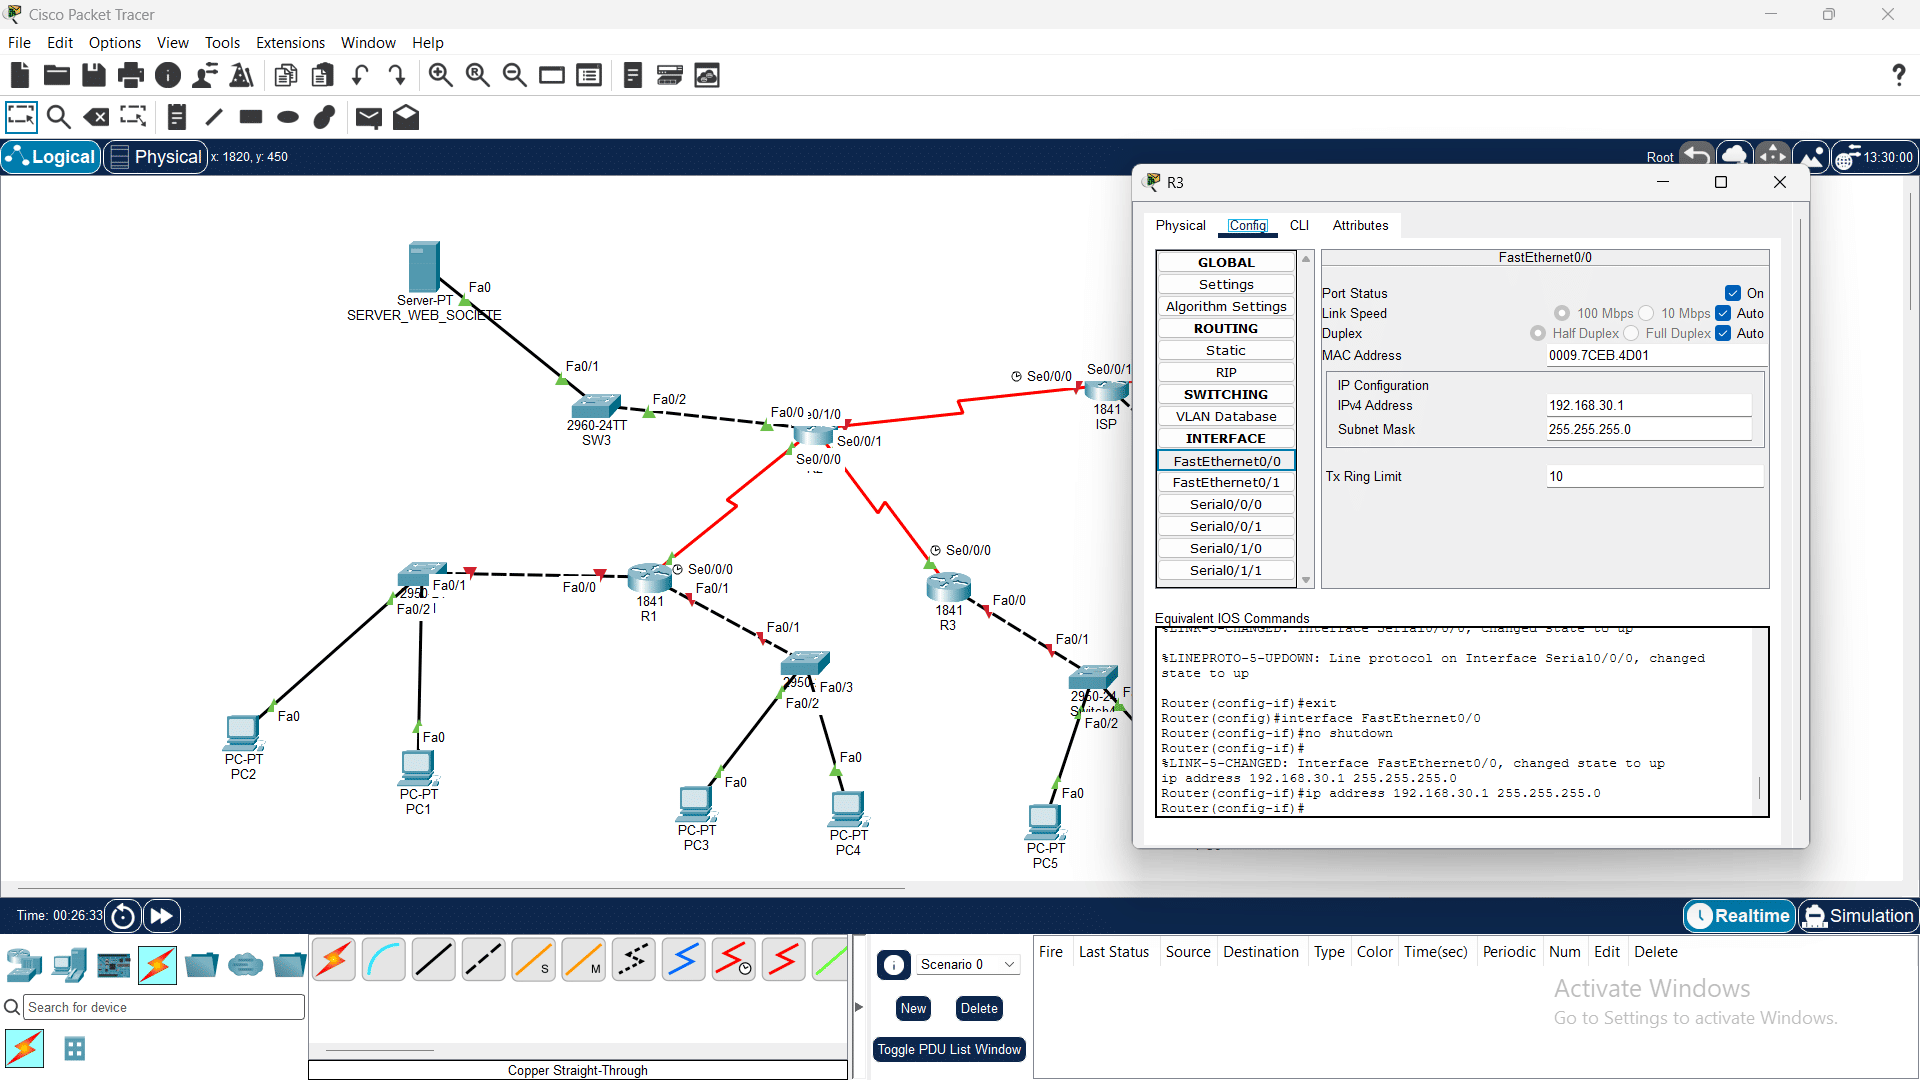 Cisco Packet Tracer
File Edit Options View Tools Extensions Window Help
Logical Physical x: 1820, y: 450
Root 13:30:00
Server-PT
SERVER_WEB_SOCIETE
Fa0
Fa0/1
2960-24TT
SW3
Fa0/2
Fa0/0
Se0/0/1
Se0/0/0
Se0/0/0
Se0/0/1
1841
ISP
Fa0/1
Fa0/2
Fa0/0
1841
R1
Se0/0/0
Fa0/1
Se0/0/0
1841
R3
Fa0/0
Fa0/1
Fa0/1
Fa0/3
Fa0/2
Fa0/2
Fa0
PC-PT
PC2
Fa0
PC-PT
PC1
Fa0
PC-PT
PC3
Fa0
PC-PT
PC4
Fa0
PC-PT
PC5
R3
Physical Config CLI Attributes
GLOBAL
Settings
Algorithm Settings
ROUTING
Static
RIP
SWITCHING
VLAN Database
INTERFACE
FastEthernet0/0
FastEthernet0/1
Serial0/0/0
Serial0/0/1
Serial0/1/0
Serial0/1/1
FastEthernet0/0
Port Status On
Link Speed 100 Mbps 10 Mbps Auto
Duplex Half Duplex Full Duplex Auto
MAC Address 0009.7CEB.4D01
IP Configuration
IPv4 Address 192.168.30.1
Subnet Mask 255.255.255.0
Tx Ring Limit 10
Equivalent IOS Commands
%LINK-5-CHANGED: Interface Serial0/0/0, changed state to up
%LINEPROTO-5-UPDOWN: Line protocol on Interface Serial0/0/0, changed
state to up
Router(config-if)#exit
Router(config)#interface FastEthernet0/0
Router(config-if)#no shutdown
Router(config-if)#
%LINK-5-CHANGED: Interface FastEthernet0/0, changed state to up
ip address 192.168.30.1 255.255.255.0
Router(config-if)#ip address 192.168.30.1 255.255.255.0
Router(config-if)#
Time: 00:26:33
Realtime Simulation
Search for device
S
M
Copper Straight-Through
Scenario 0
New Delete
Toggle PDU List Window
Fire Last Status Source Destination Type Color Time(sec) Periodic Num Edit Delete
Activate Windows
Go to Settings to activate Windows.